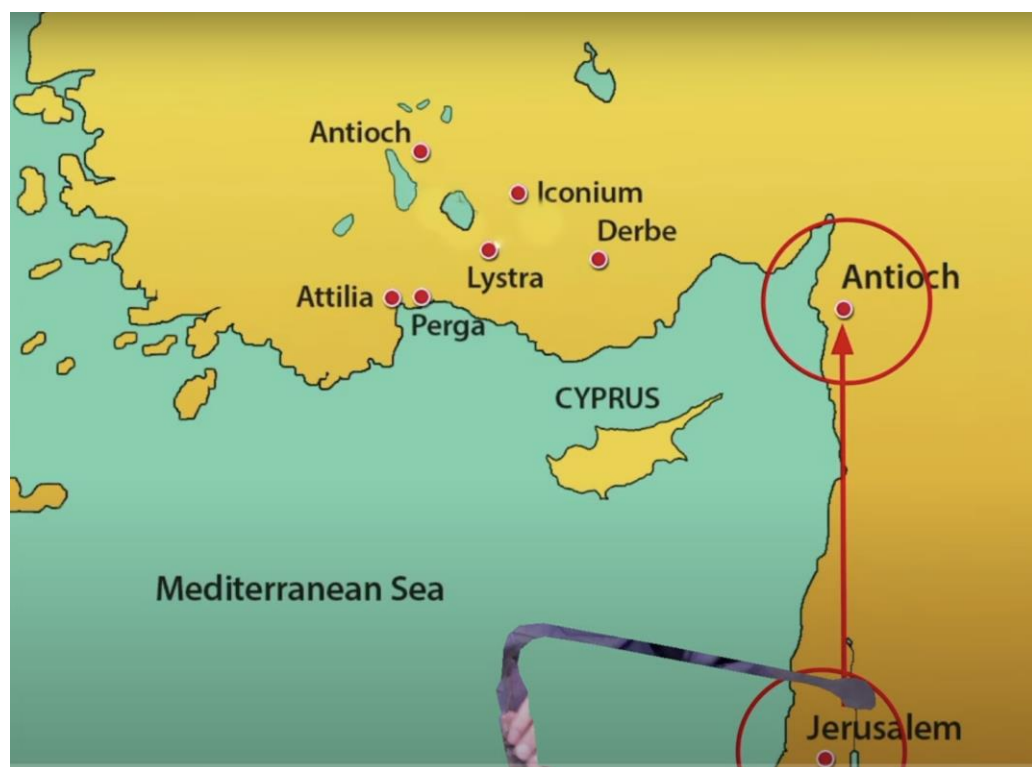 Antioch
Iconium
Derbe
Antioch
Lystra
Attilia
Perga
CYPRUS
Mediterranean Sea
Jerusalem